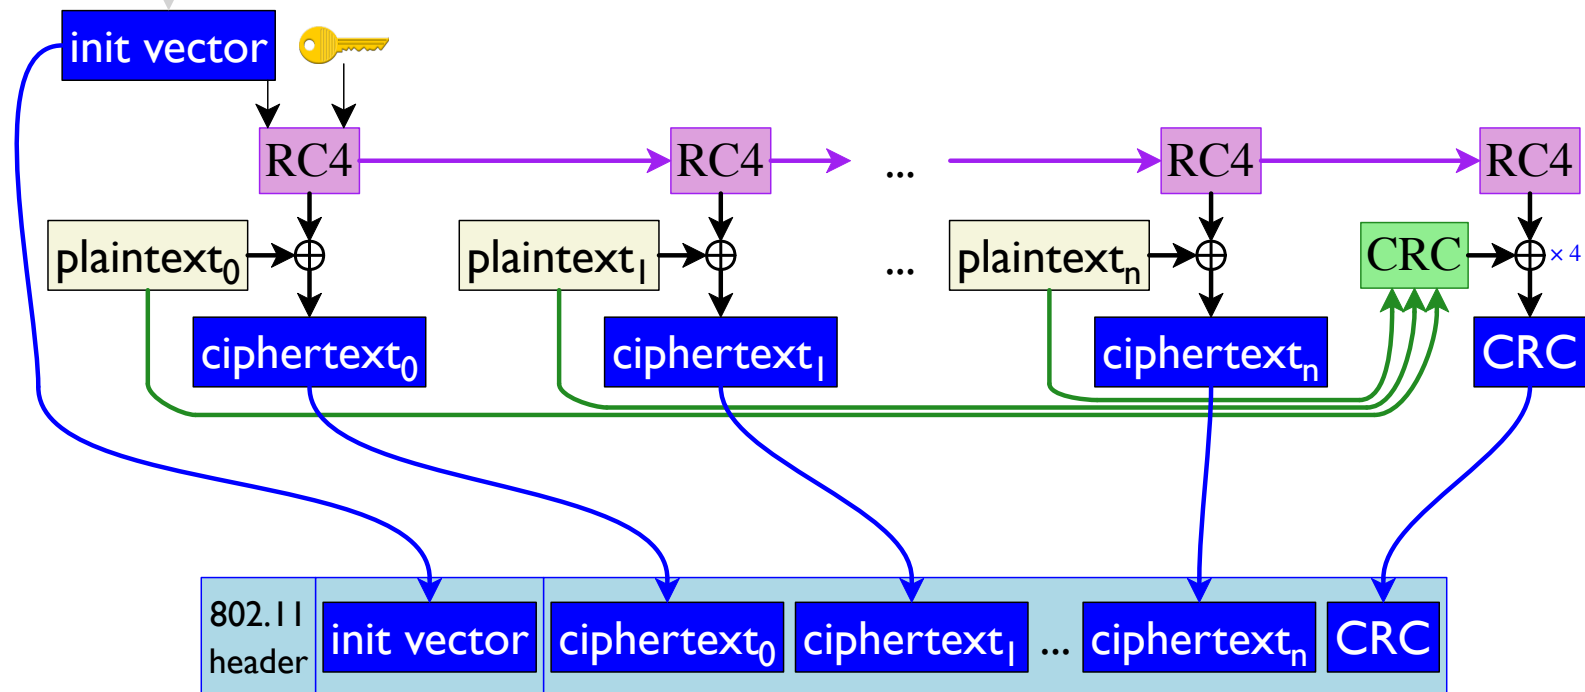 init vector
RC4 RC4 ... RC4 RC4
plaintext₀ plaintext₁ ... plaintextₙ CRC × 4
ciphertext₀ ciphertext₁ ciphertextₙ CRC
802.11
header
init vector ciphertext₀ ciphertext₁ ... ciphertextₙ CRC